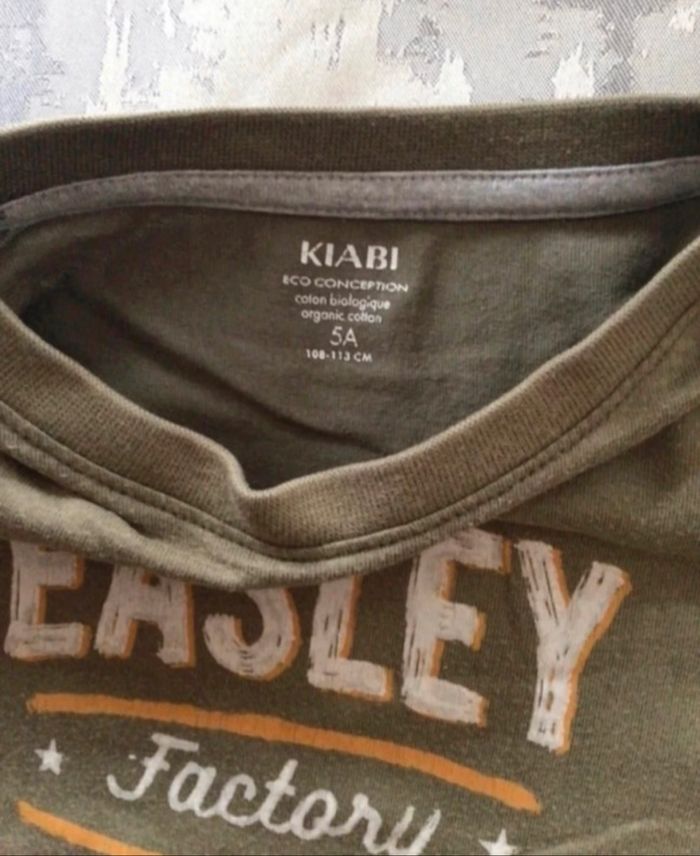 KIABI
ECO CONCEPTION
coton biologique
organic cotton
5A
108-113 CM
EASLEY
Factory